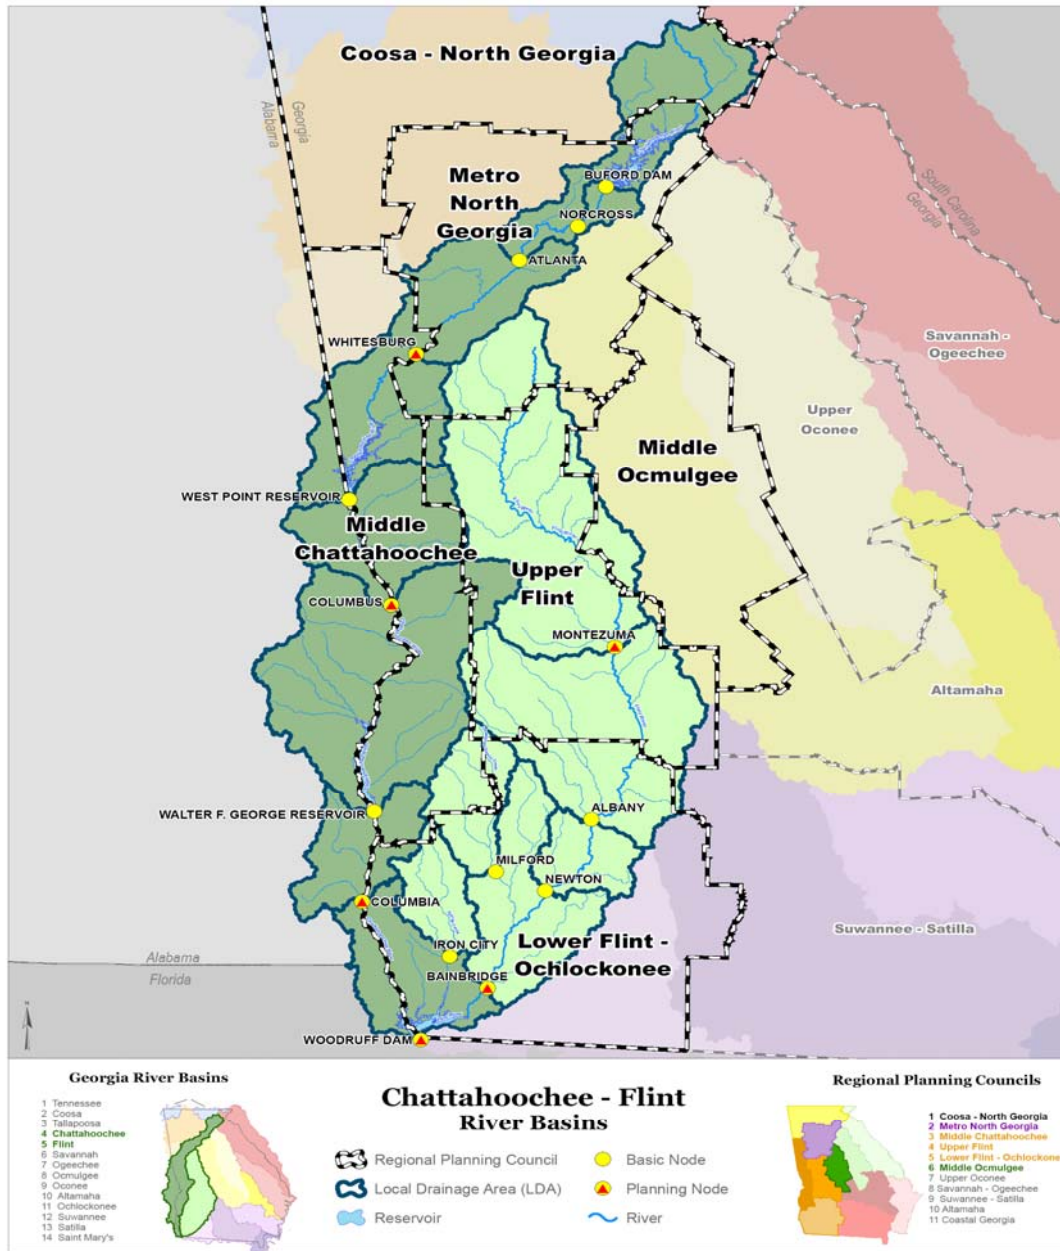 Coosa - North Georgia
Georgia
Alabama
Metro
North
Georgia
BUFORD DAM
NORCROSS
ATLANTA
South Carolina
Georgia
WHITESBURG
Savannah -
Ogeechee
Upper
Oconee
Middle
Ocmulgee
WEST POINT RESERVOIR
Middle
Chattahoochee
Upper
Flint
COLUMBUS
MONTEZUMA
Altamaha
WALTER F. GEORGE RESERVOIR
ALBANY
MILFORD
NEWTON
COLUMBIA
Suwannee - Satilla
IRON CITY
Lower Flint -
Ochlockonee
BAINBRIDGE
Alabama
Florida
WOODRUFF DAM
Georgia River Basins
1 Tennessee
2 Coosa
3 Tallapoosa
4 Chattahoochee
5 Flint
6 Savannah
7 Ogeechee
8 Ocmulgee
9 Oconee
10 Altamaha
11 Ochlockonee
12 Suwannee
13 Satilla
14 Saint Mary's
Chattahoochee - Flint
River Basins
Regional Planning Council
Local Drainage Area (LDA)
Reservoir
Basic Node
Planning Node
River
Regional Planning Councils
1 Coosa - North Georgia
2 Metro North Georgia
3 Middle Chattahoochee
4 Upper Flint
5 Lower Flint - Ochlockone
6 Middle Ocmulgee
7 Upper Oconee
8 Savannah - Ogeechee
9 Suwannee - Satilla
10 Altamaha
11 Coastal Georgia